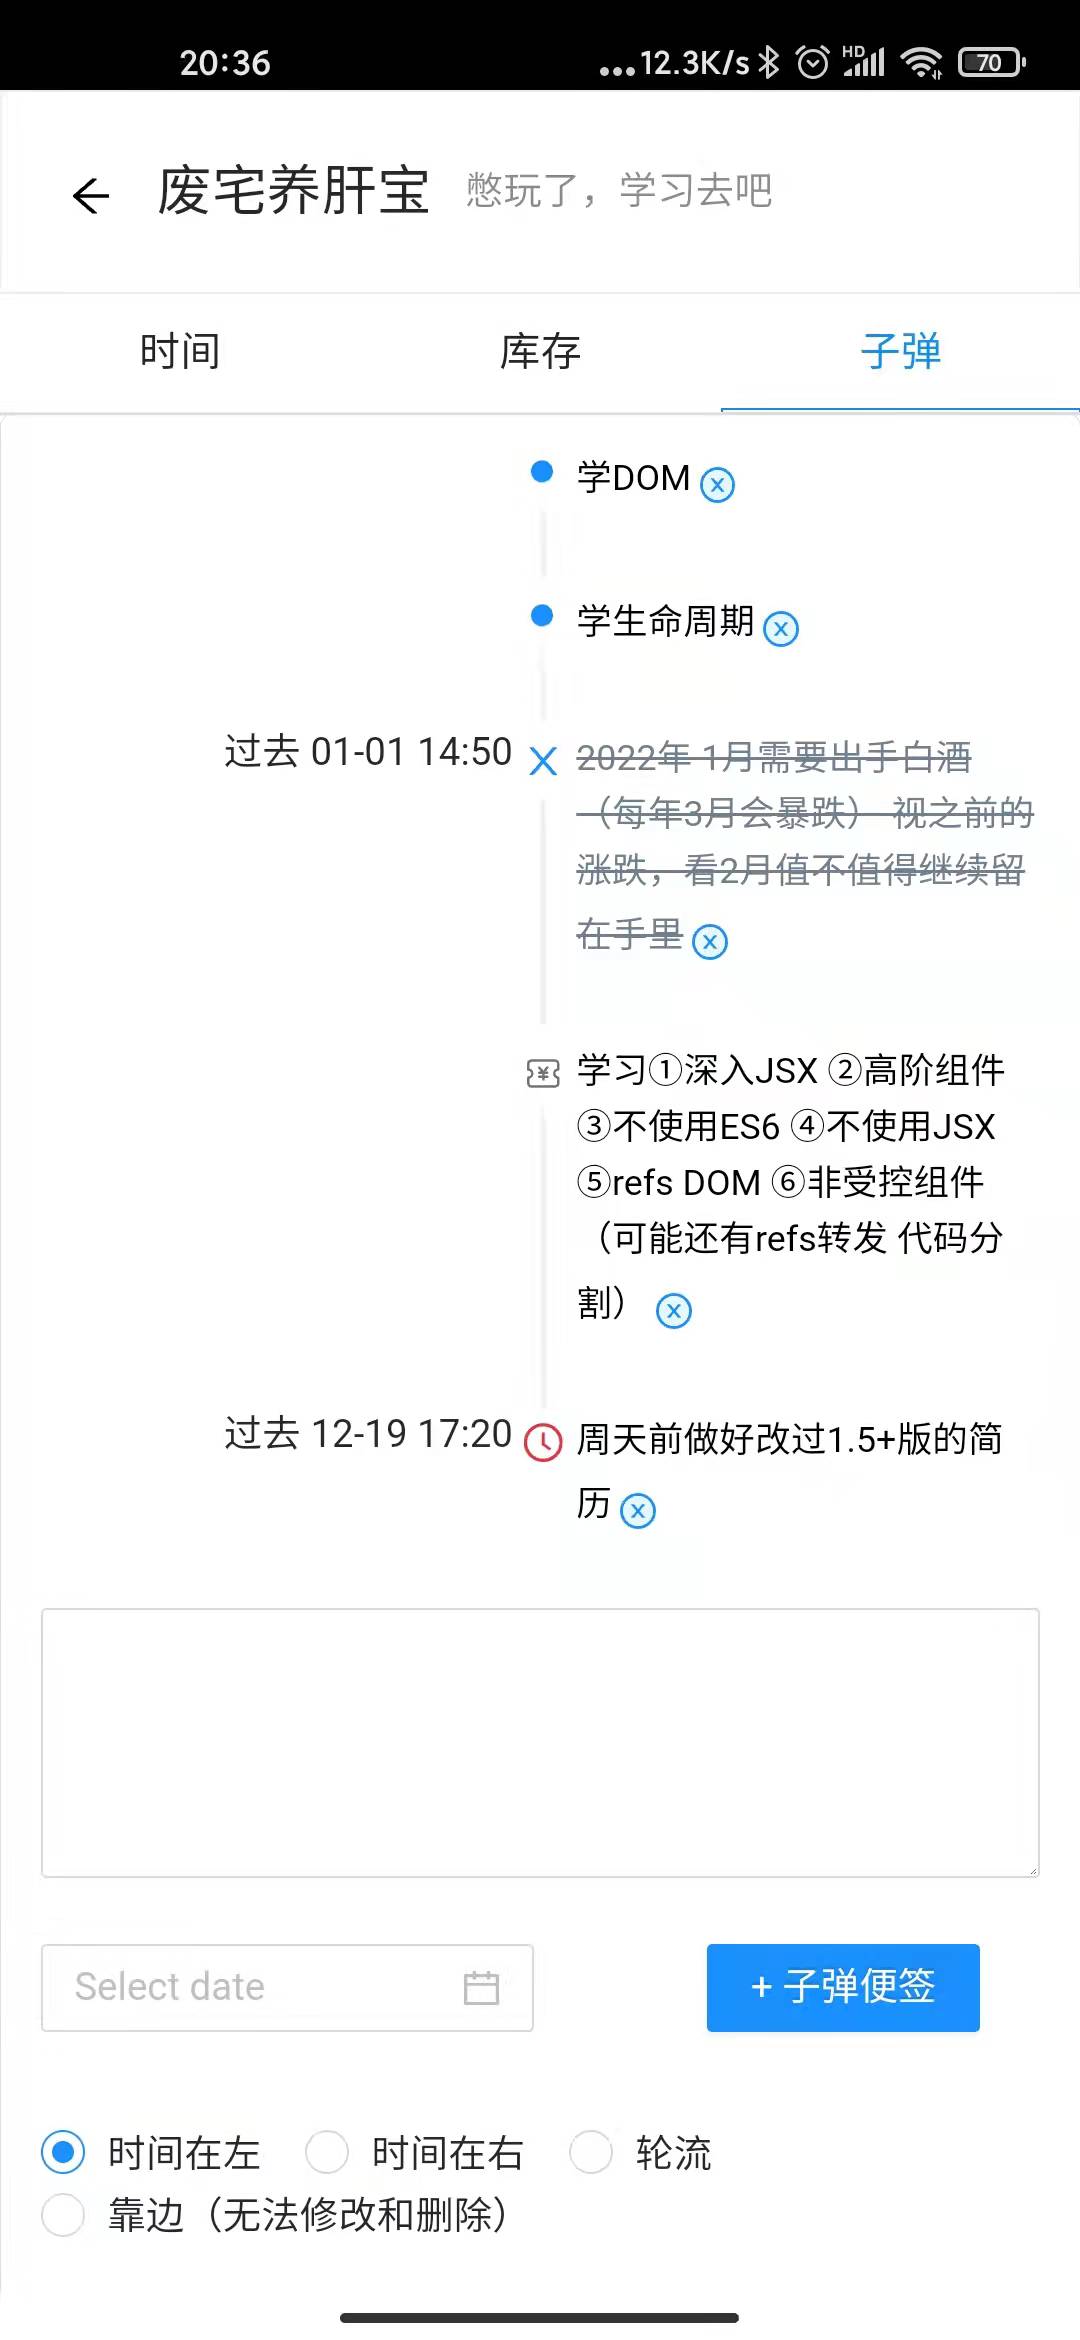 20:36
...12.3K/s HD 70
废宅养肝宝 憋玩了，学习去吧
时间 库存 子弹
学DOM
学生命周期
过去 01-01 14:50 2022年 1月需要出手白酒
（每年3月会暴跌） 视之前的
涨跌，看2月值不值得继续留
在手里
学习①深入JSX ②高阶组件
③不使用ES6 ④不使用JSX
⑤refs DOM ⑥非受控组件
（可能还有refs转发 代码分
割）
过去 12-19 17:20 周天前做好改过1.5+版的简
历
Select date + 子弹便签
时间在左 时间在右 轮流
靠边（无法修改和删除）